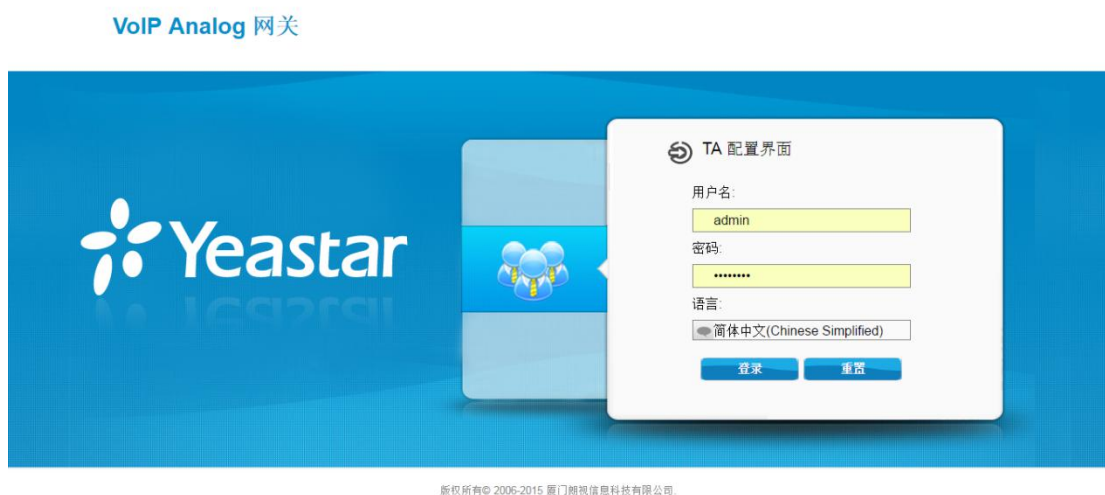 VoIP Analog 网关
TA 配置界面
用户名:
admin
密码:
••••••••
Yeastar
语言:
简体中文(Chinese Simplified)
登录 重置
版权所有© 2006-2015 厦门朗视信息科技有限公司.